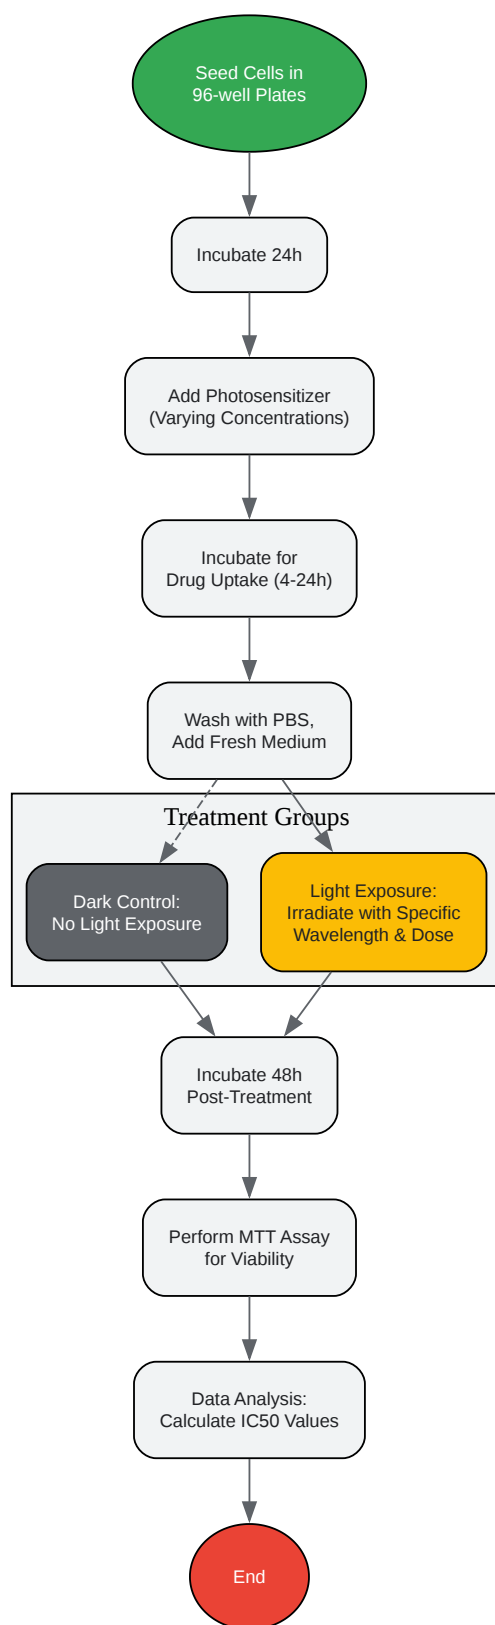 Seed Cells in
96-well Plates
Incubate 24h
Add Photosensitizer
(Varying Concentrations)
Incubate for
Drug Uptake (4-24h)
Wash with PBS,
Add Fresh Medium
Treatment Groups
Dark Control:
No Light Exposure
Light Exposure:
Irradiate with Specific
Wavelength & Dose
Incubate 48h
Post-Treatment
Perform MTT Assay
for Viability
Data Analysis:
Calculate IC50 Values
End